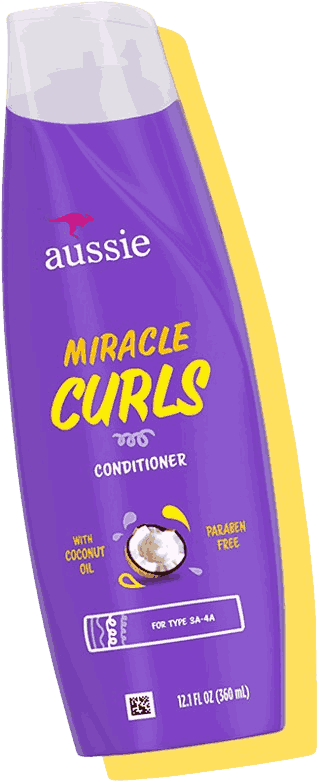 aussie
MIRACLE
CURLS
CONDITIONER
WITH
COCONUT
OIL
PARABEN
FREE
FOR TYPE 3A-4A
12.1 FL OZ (360 mL)